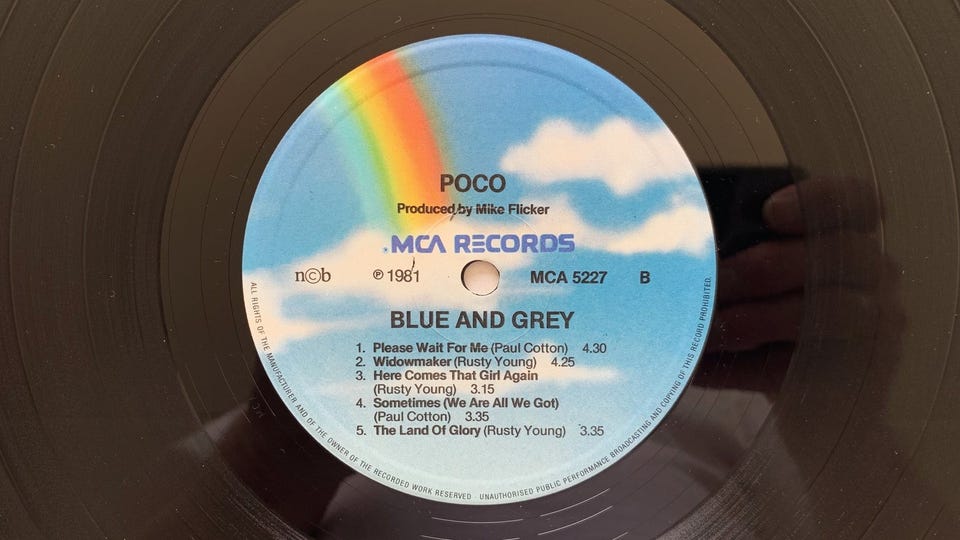 POCO
Produced by Mike Flicker
MCA RECORDS
n©b ℗ 1981 MCA 5227 B
BLUE AND GREY
1. Please Wait For Me (Paul Cotton) 4.30
2. Widowmaker (Rusty Young) 4.25
3. Here Comes That Girl Again
(Rusty Young) 3.15
4. Sometimes (We Are All We Got)
(Paul Cotton) 3.35
5. The Land Of Glory (Rusty Young) 3.35
ALL RIGHTS OF THE MANUFACTURER AND OF THE OWNER OF THE RECORDED WORK RESERVED · UNAUTHORISED PUBLIC PERFORMANCE BROADCASTING AND COPYING OF THIS RECORD PROHIBITED.